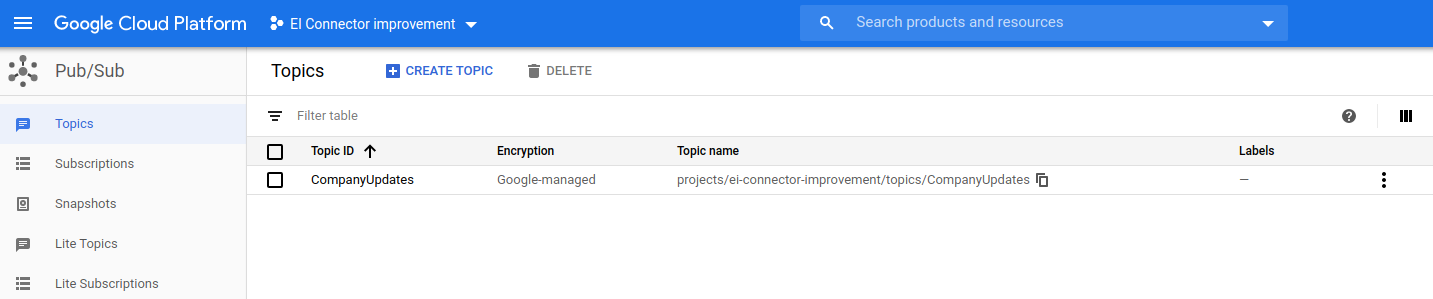 Google Cloud Platform EI Connector improvement Search products and resources
Pub/Sub Topics CREATE TOPIC DELETE
Topics Filter table
Topic ID Encryption Topic name Labels
Subscriptions
CompanyUpdates Google-managed projects/ei-connector-improvement/topics/CompanyUpdates —
Snapshots
Lite Topics
Lite Subscriptions